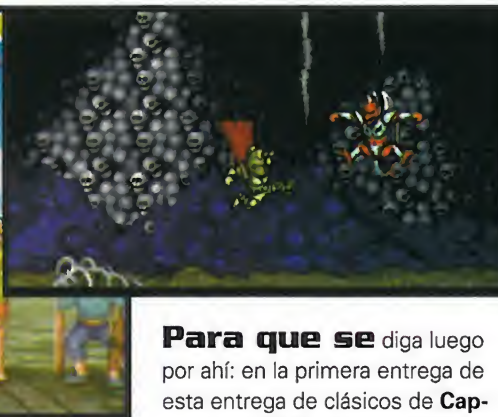 Para que se diga luego
por ahí: en la primera entrega de
esta entrega de clásicos de Cap-